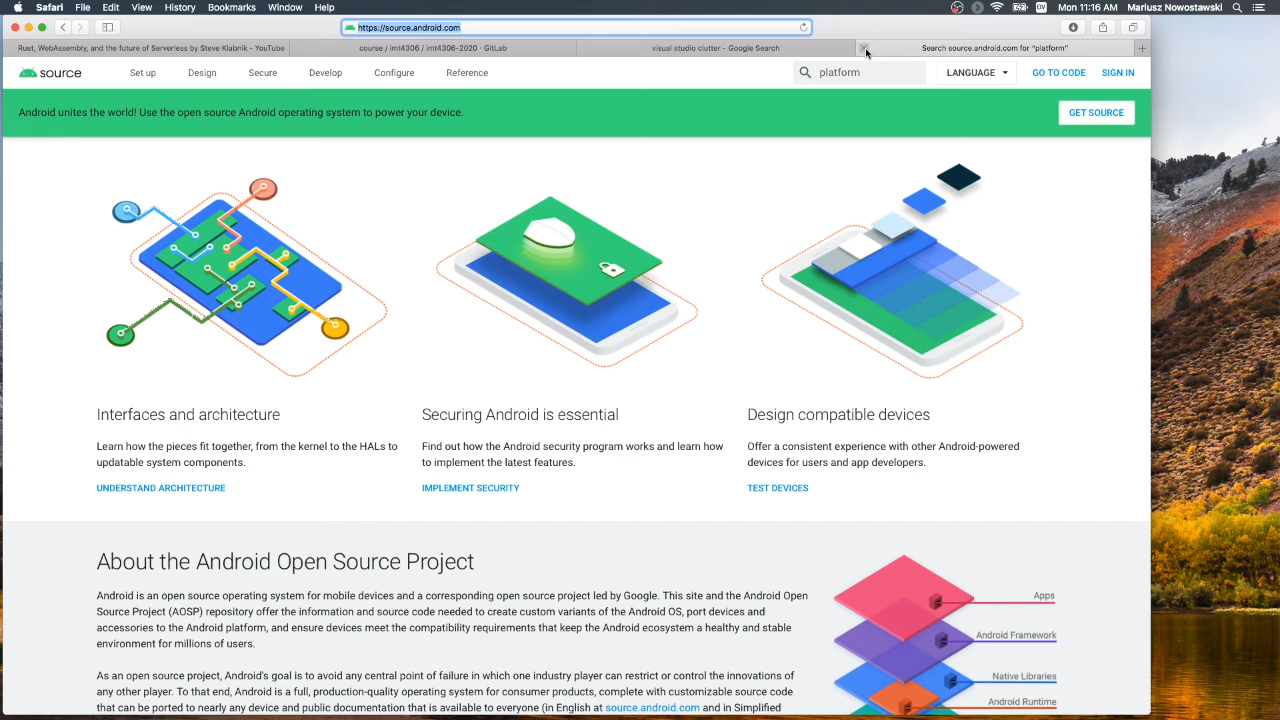 Safari File Edit View History Bookmarks Window Help
DV Mon 11:16 AM Mariusz Nowostawski
https://source.android.com
Rust, WebAssembly, and the future of Serverless by Steve Klabnik - YouTube
course / imt4306 / imt4306-2020 · GitLab
visual studio clutter - Google Search
Search source.android.com for "platform"
source
Set up Design Secure Develop Configure Reference
platform
LANGUAGE
GO TO CODE
SIGN IN
Android unites the world! Use the open source Android operating system to power your device.
GET SOURCE
Interfaces and architecture
Learn how the pieces fit together, from the kernel to the HALs to
updatable system components.
UNDERSTAND ARCHITECTURE
Securing Android is essential
Find out how the Android security program works and learn how
to implement the latest features.
IMPLEMENT SECURITY
Design compatible devices
Offer a consistent experience with other Android-powered
devices for users and app developers.
TEST DEVICES
About the Android Open Source Project
Android is an open source operating system for mobile devices and a corresponding open source project led by Google. This site and the Android Open
Source Project (AOSP) repository offer the information and source code needed to create custom variants of the Android OS, port devices and
accessories to the Android platform, and ensure devices meet the compatibility requirements that keep the Android ecosystem a healthy and stable
environment for millions of users.
As an open source project, Android's goal is to avoid any central point of failure in which one industry player can restrict or control the innovations of
any other player. To that end, Android is a full, production-quality operating system for consumer products, complete with customizable source code
that can be ported to nearly any device and documentation that is available to everyone (in English at source.android.com and in Simplified
Apps
Android Framework
Native Libraries
Android Runtime